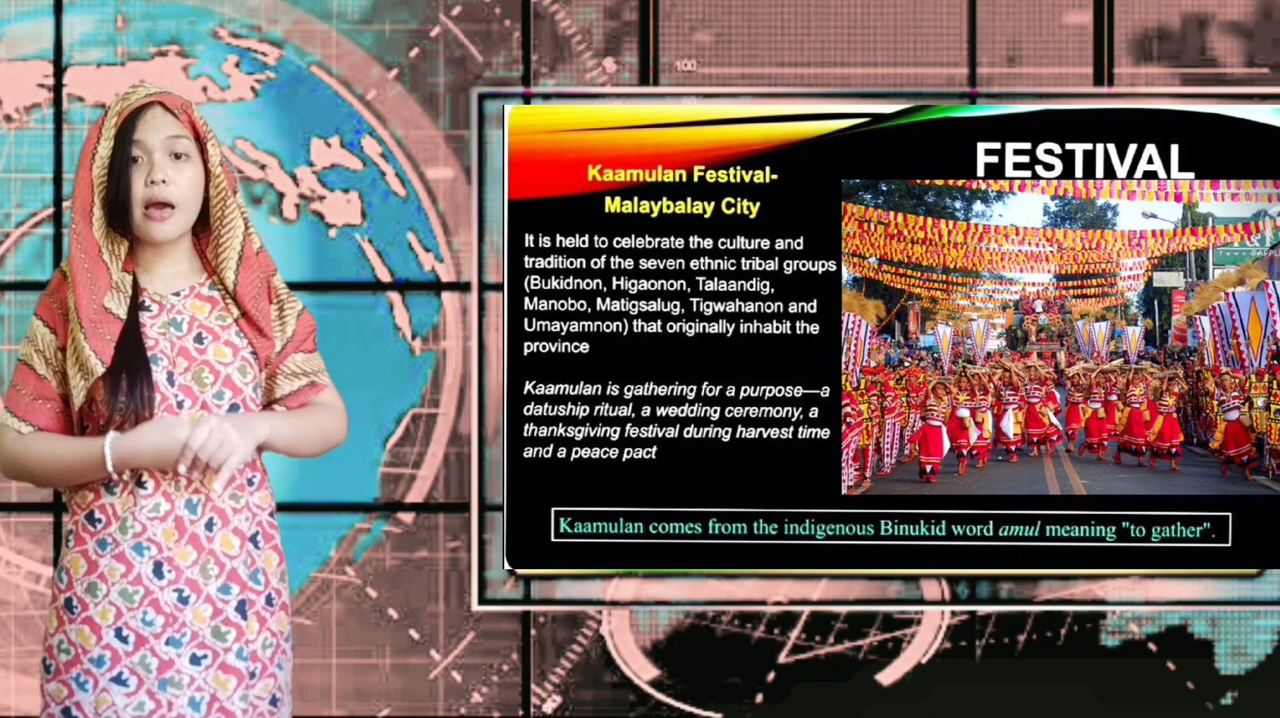 100
FESTIVAL
Kaamulan Festival-
Malaybalay City
It is held to celebrate the culture and
tradition of the seven ethnic tribal groups
(Bukidnon, Higaonon, Talaandig,
Manobo, Matigsalug, Tigwahanon and
Umayamnon) that originally inhabit the
province
Kaamulan is gathering for a purpose—a
datuship ritual, a wedding ceremony, a
thanksgiving festival during harvest time
and a peace pact
Kaamulan comes from the indigenous Binukid word amul meaning "to gather".